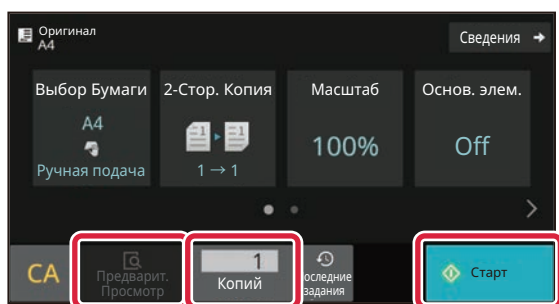 Оригинал
A4
Сведения
Выбор Бумаги
A4
Ручная подача
2-Стор. Копия
1 → 1
Масштаб
100%
Основ. элем.
Off
CA
Предварит.
Просмотр
1
Копий
оследние
задания
Старт